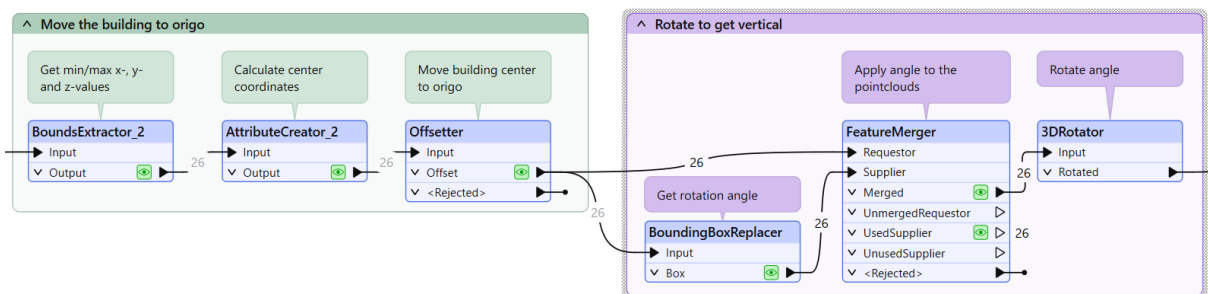 Move the building to origo
Get min/max x-, y-
and z-values
Calculate center
coordinates
Move building center
to origo
BoundsExtractor_2
Input
Output
26
AttributeCreator_2
Input
Output
26
Offsetter
Input
Offset
<Rejected>
26
26
Rotate to get vertical
Get rotation angle
BoundingBoxReplacer
Input
Box
26
Apply angle to the
pointclouds
FeatureMerger
Requestor
Supplier
Merged
UnmergedRequestor
UsedSupplier
UnusedSupplier
<Rejected>
26
26
Rotate angle
3DRotator
Input
Rotated